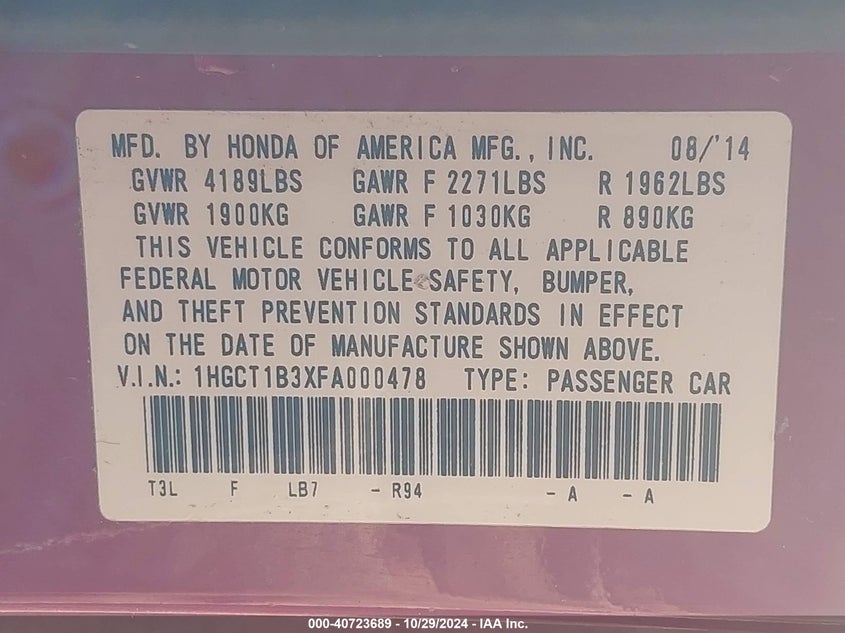 MFD. BY HONDA OF AMERICA MFG., INC. 08/'14
GVWR 4189LBS GAWR F 2271LBS R 1962LBS
GVWR 1900KG GAWR F 1030KG R 890KG
THIS VEHICLE CONFORMS TO ALL APPLICABLE
FEDERAL MOTOR VEHICLE SAFETY, BUMPER,
AND THEFT PREVENTION STANDARDS IN EFFECT
ON THE DATE OF MANUFACTURE SHOWN ABOVE.
V.I.N.: 1HGCT1B3XFA000478 TYPE: PASSENGER CAR
T3L F LB7 - R94 - A - A
000-40723689 - 10/29/2024 - IAA Inc.